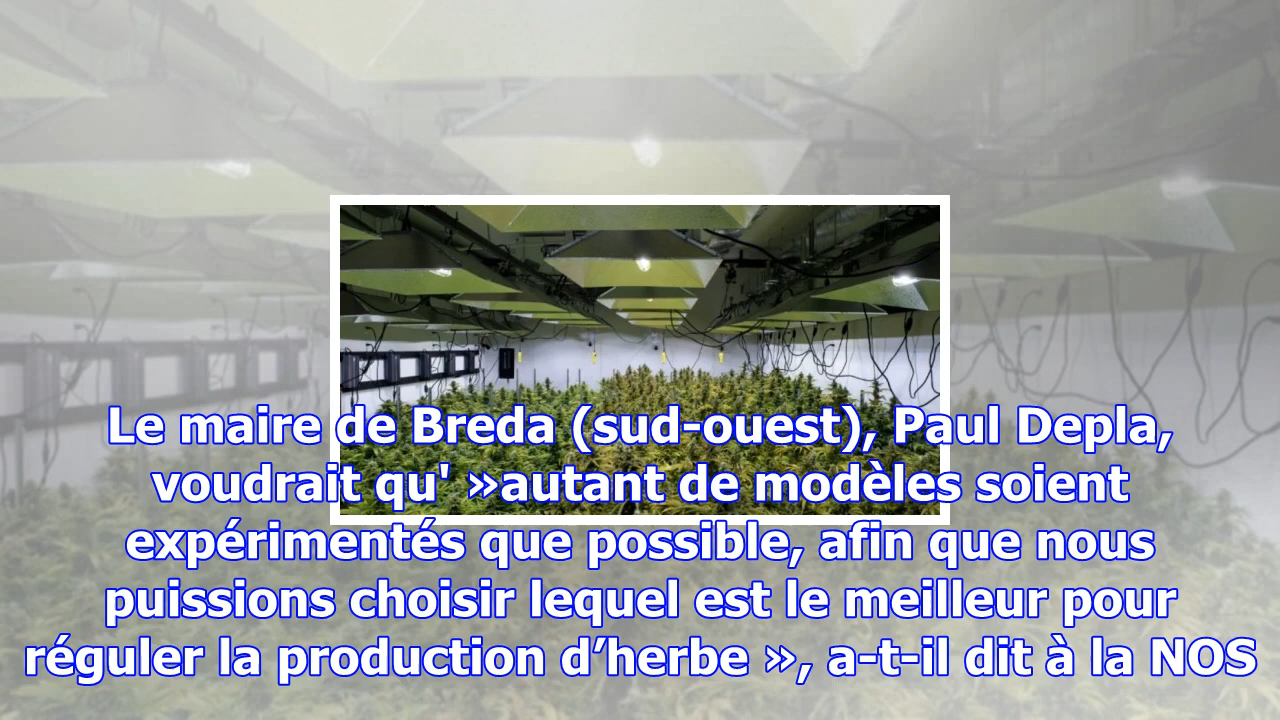 Le maire de Breda (sud-ouest), Paul Depla,
voudrait qu' »autant de modèles soient
expérimentés que possible, afin que nous
puissions choisir lequel est le meilleur pour
réguler la production d’herbe », a-t-il dit à la NOS